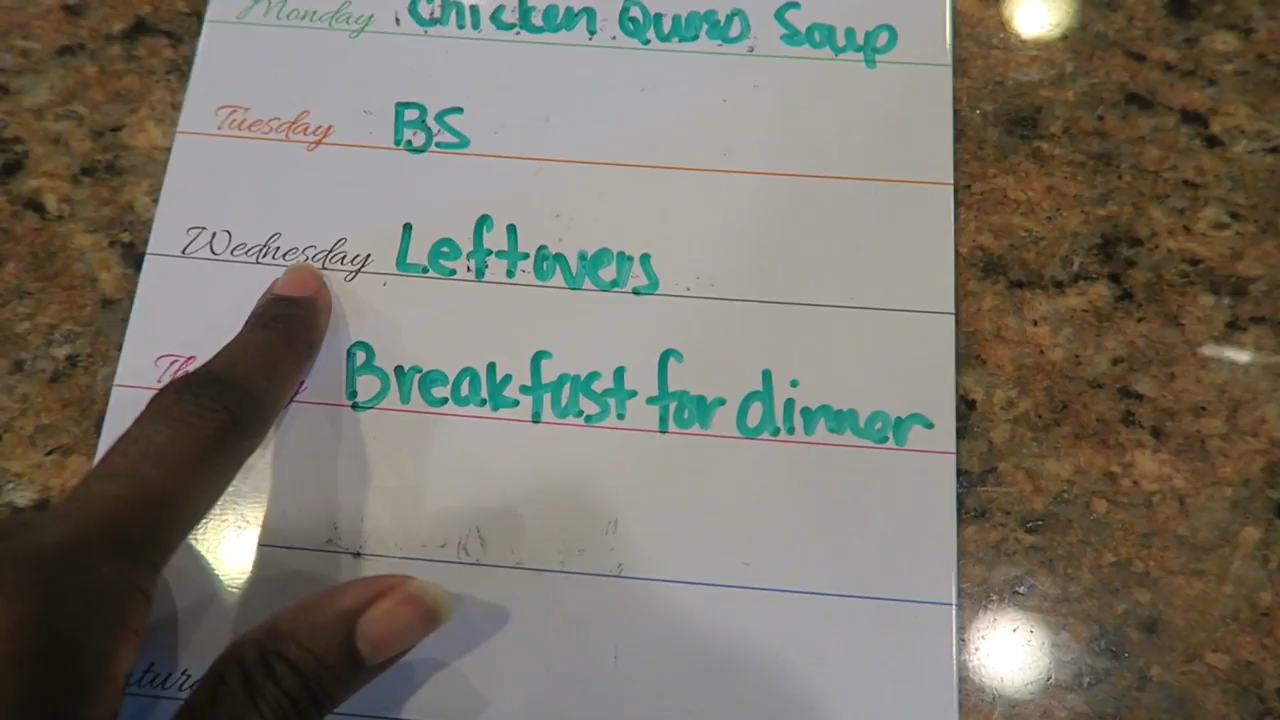 Monday Chicken Queso Soup
Tuesday BS
Wednesday Leftovers
Breakfast for dinner